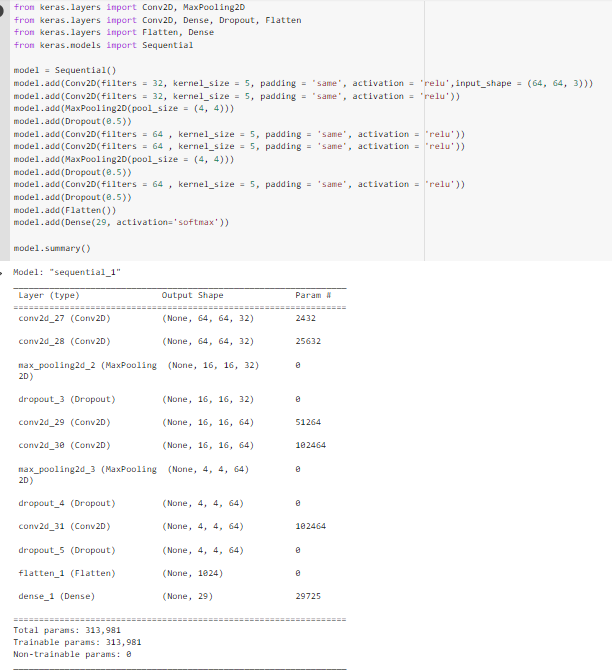 from keras.layers import Conv2D, MaxPooling2D
from keras.layers import Conv2D, Dense, Dropout, Flatten
from keras.layers import Flatten, Dense
from keras.models import Sequential
model = Sequential()
model.add(Conv2D(filters = 32, kernel_size = 5, padding = 'same', activation = 'relu',input_shape = (64, 64, 3)))
model.add(Conv2D(filters = 32, kernel_size = 5, padding = 'same', activation = 'relu'))
model.add(MaxPooling2D(pool_size = (4, 4)))
model.add(Dropout(0.5))
model.add(Conv2D(filters = 64 , kernel_size = 5, padding = 'same', activation = 'relu'))
model.add(Conv2D(filters = 64 , kernel_size = 5, padding = 'same', activation = 'relu'))
model.add(MaxPooling2D(pool_size = (4, 4)))
model.add(Dropout(0.5))
model.add(Conv2D(filters = 64 , kernel_size = 5, padding = 'same', activation = 'relu'))
model.add(Dropout(0.5))
model.add(Flatten())
model.add(Dense(29, activation='softmax'))
model.summary()
Model: "sequential_1"
Layer (type) Output Shape Param #
conv2d_27 (Conv2D) (None, 64, 64, 32) 2432
conv2d_28 (Conv2D) (None, 64, 64, 32) 25632
max_pooling2d_2 (MaxPooling (None, 16, 16, 32) 0
2D)
dropout_3 (Dropout) (None, 16, 16, 32) 0
conv2d_29 (Conv2D) (None, 16, 16, 64) 51264
conv2d_30 (Conv2D) (None, 16, 16, 64) 102464
max_pooling2d_3 (MaxPooling (None, 4, 4, 64) 0
2D)
dropout_4 (Dropout) (None, 4, 4, 64) 0
conv2d_31 (Conv2D) (None, 4, 4, 64) 102464
dropout_5 (Dropout) (None, 4, 4, 64) 0
flatten_1 (Flatten) (None, 1024) 0
dense_1 (Dense) (None, 29) 29725
Total params: 313,981
Trainable params: 313,981
Non-trainable params: 0